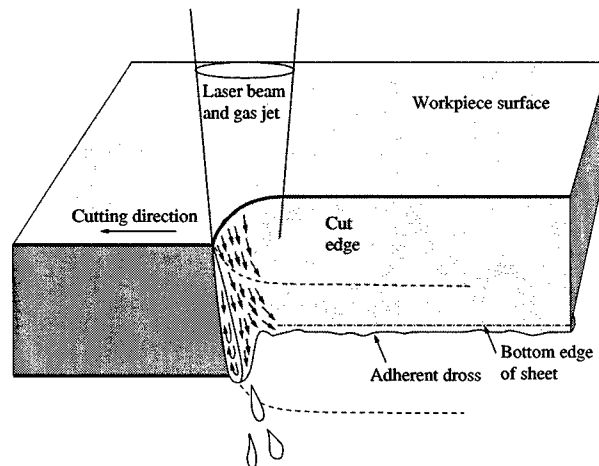 Laser beam
and gas jet
Workpiece surface
Cutting direction
Cut
edge
Bottom edge
of sheet
Adherent dross